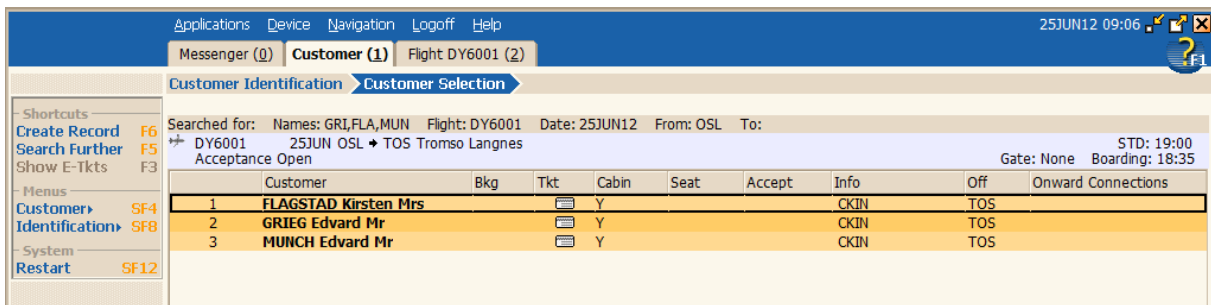 Applications Device Navigation Logoff Help 25JUN12 09:06
Messenger (0) Customer (1) Flight DY6001 (2) ? F1
Customer Identification Customer Selection
Shortcuts
Create Record F6
Search Further F5
Show E-Tkts F3
Menus
Customer SF4
Identification SF8
System
Restart SF12
Searched for: Names: GRI,FLA,MUN Flight: DY6001 Date: 25JUN12 From: OSL To:
DY6001 25JUN OSL → TOS Tromso Langnes STD: 19:00
Acceptance Open Gate: None Boarding: 18:35
Customer Bkg Tkt Cabin Seat Accept Info Off Onward Connections
1 FLAGSTAD Kirsten Mrs Y CKIN TOS
2 GRIEG Edvard Mr Y CKIN TOS
3 MUNCH Edvard Mr Y CKIN TOS